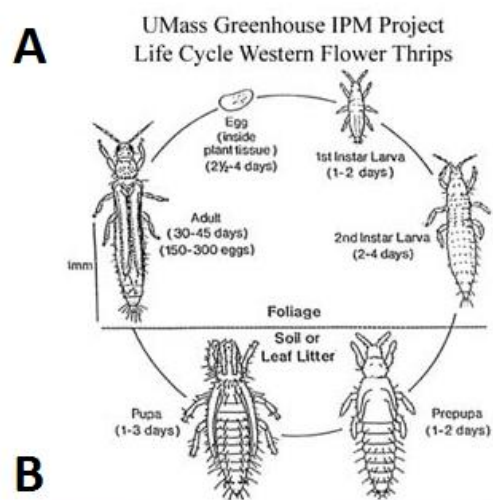 A
UMass Greenhouse IPM Project
Life Cycle Western Flower Thrips
Egg
(inside
plant tissue)
(2½-4 days)
1st Instar Larva
(1-2 days)
Adult
(30-45 days)
(150-300 eggs)
2nd Instar Larva
(2-4 days)
1mm
Foliage
Soil or
Leaf Litter
Pupa
(1-3 days)
Prepupa
(1-2 days)
B